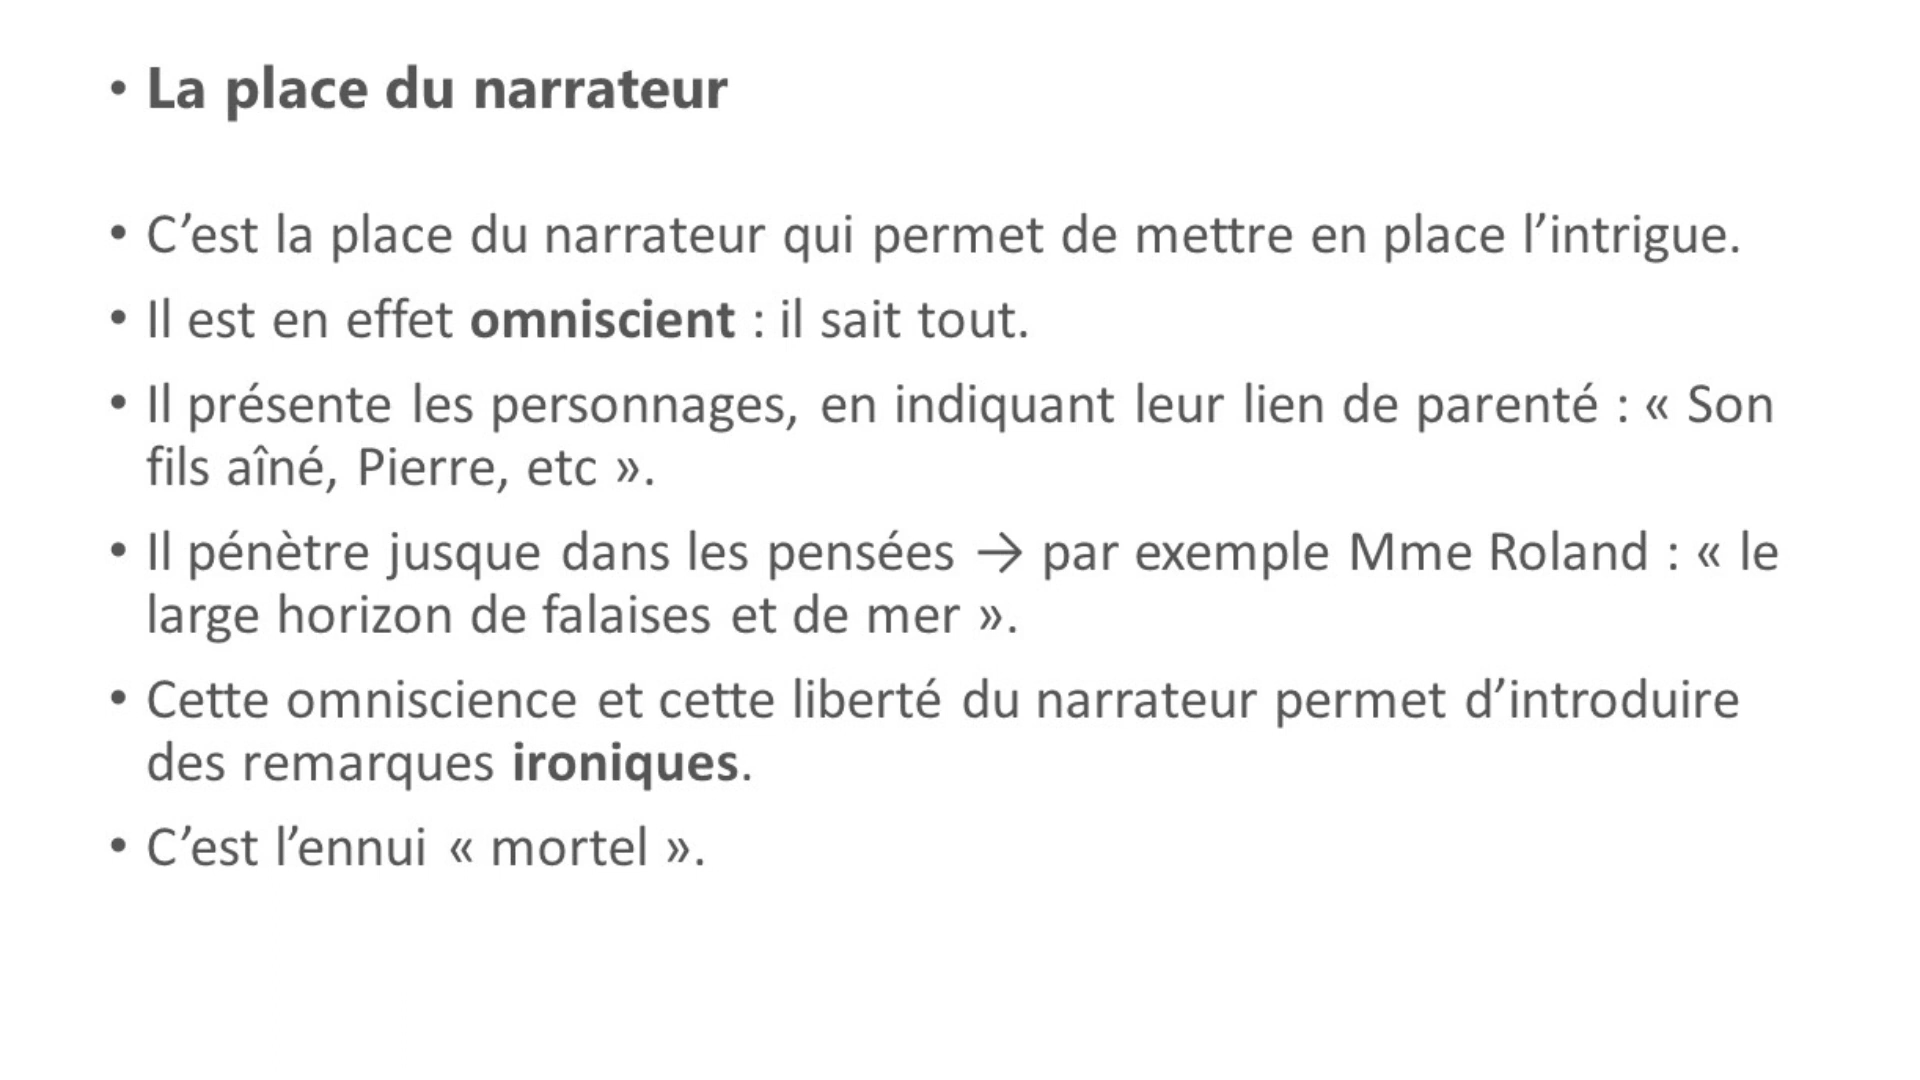 • La place du narrateur
• C’est la place du narrateur qui permet de mettre en place l’intrigue.
• Il est en effet omniscient : il sait tout.
• Il présente les personnages, en indiquant leur lien de parenté : « Son
fils aîné, Pierre, etc ».
• Il pénètre jusque dans les pensées → par exemple Mme Roland : « le
large horizon de falaises et de mer ».
• Cette omniscience et cette liberté du narrateur permet d’introduire
des remarques ironiques.
• C’est l’ennui « mortel ».